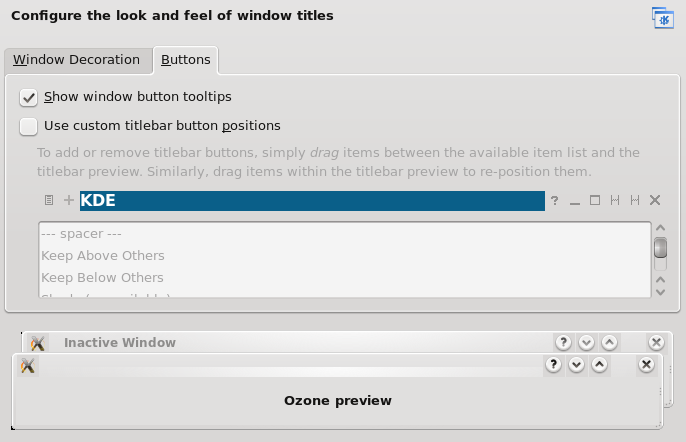 Configure the look and feel of window titles
Window Decoration
Buttons
Show window button tooltips
Use custom titlebar button positions
To add or remove titlebar buttons, simply drag items between the available item list and the
titlebar preview. Similarly, drag items within the titlebar preview to re-position them.
KDE ?
--- spacer ---
Keep Above Others
Keep Below Others
Inactive Window ?
?
Ozone preview